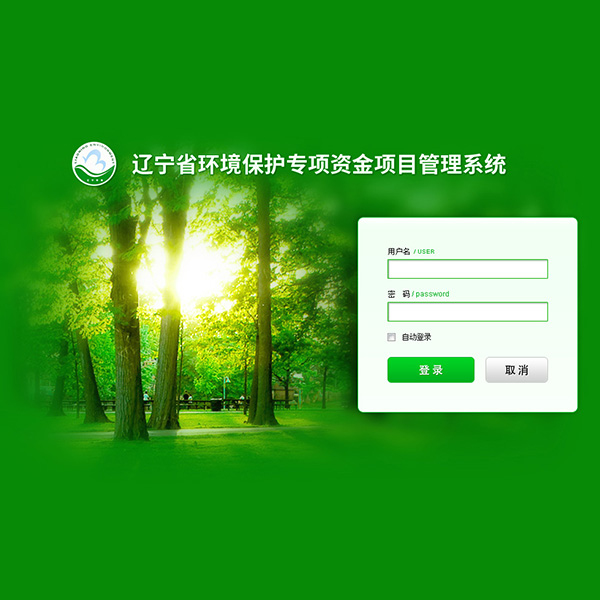 辽宁省环境保护专项资金项目管理系统
用户名 / USER
密 码 / password
自动登录
登 录
取 消